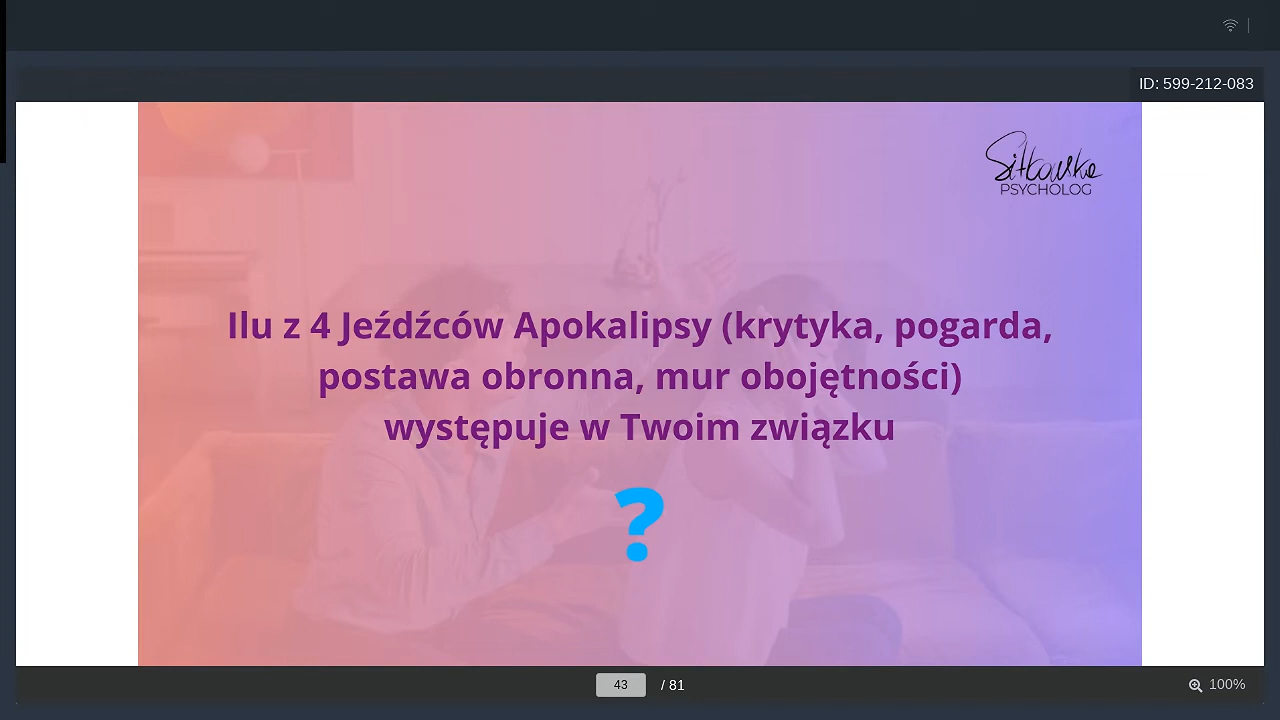 ID: 599-212-083
Sitkowska
PSYCHOLOG
Ilu z 4 Jeźdźców Apokalipsy (krytyka, pogarda,
postawa obronna, mur obojętności)
występuje w Twoim związku
?
43 / 81
100%